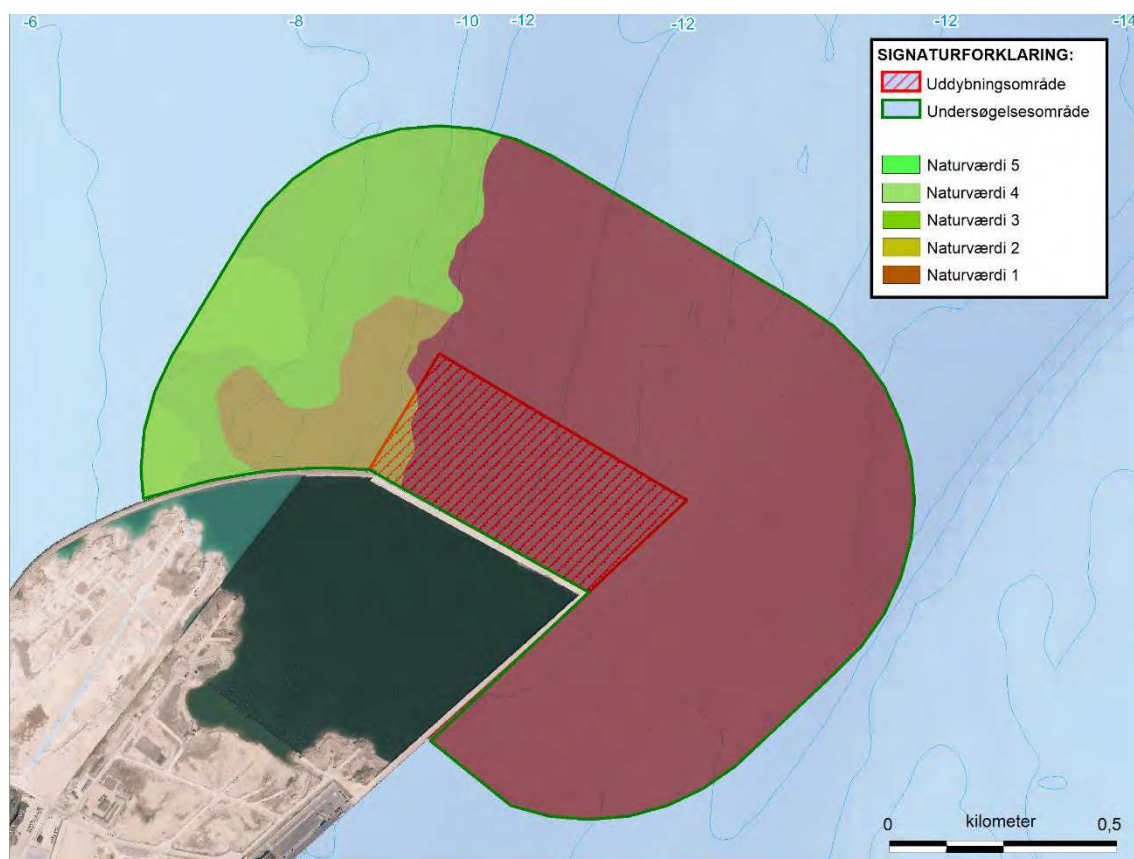 -6 -8 -10 -12 -12 -12 -14
SIGNATURFORKLARING:
Uddybningsområde
Undersøgelsesområde
Naturværdi 5
Naturværdi 4
Naturværdi 3
Naturværdi 2
Naturværdi 1
0 kilometer 0,5